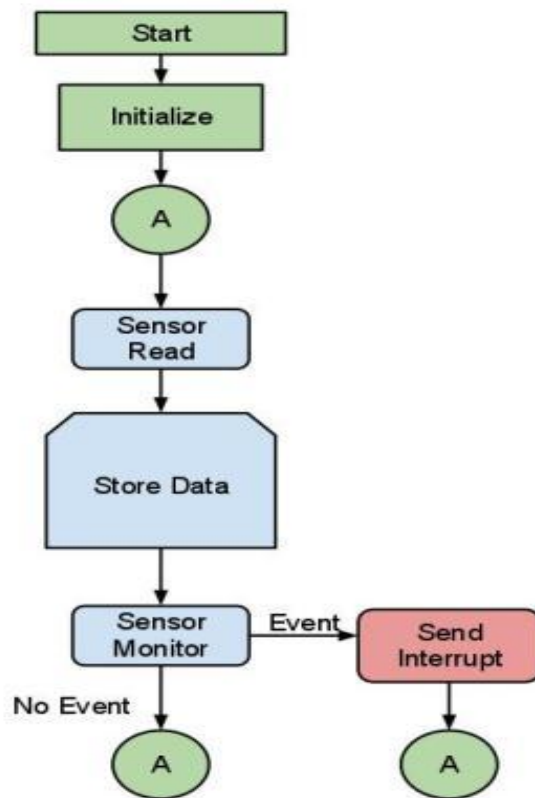 Start
Initialize
A
Sensor
Read
Store Data
Sensor
Monitor
Event
Send
Interrupt
No Event
A
A